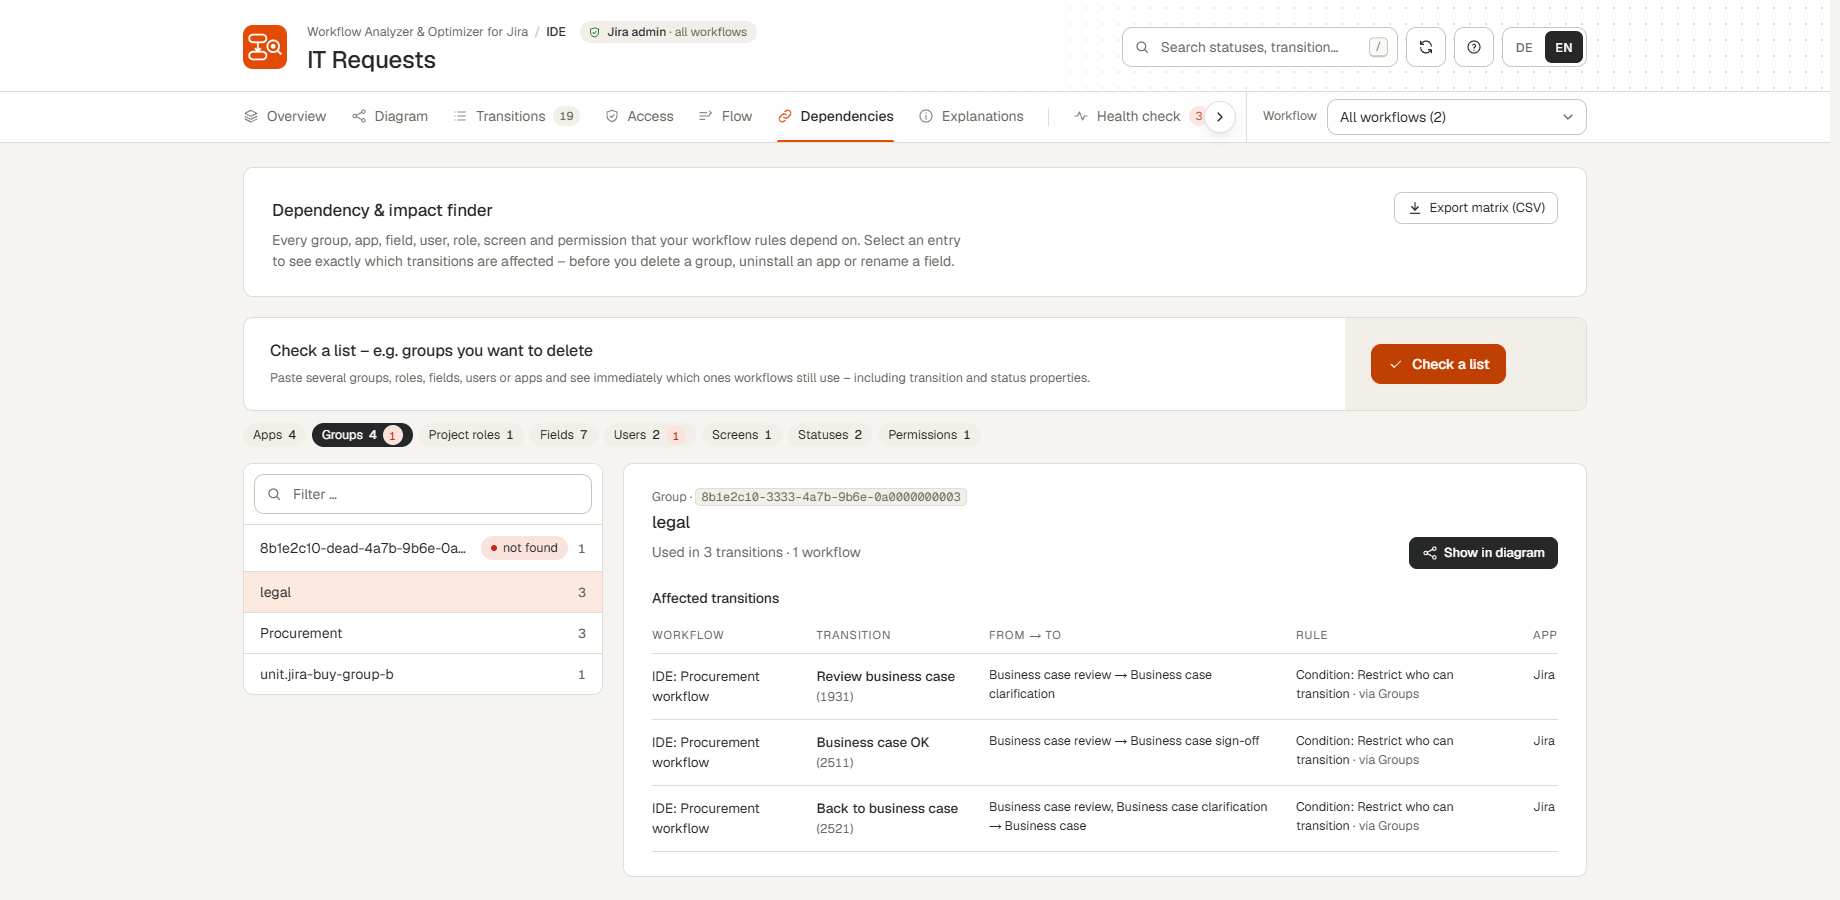 Workflow Analyzer & Optimizer for Jira / IDE
Jira admin · all workflows
IT Requests
Search statuses, transition...
/
DE
EN
Overview
Diagram
Transitions 19
Access
Flow
Dependencies
Explanations
Health check 3
Workflow
All workflows (2)
Dependency & impact finder
Export matrix (CSV)
Every group, app, field, user, role, screen and permission that your workflow rules depend on. Select an entry
to see exactly which transitions are affected – before you delete a group, uninstall an app or rename a field.
Check a list – e.g. groups you want to delete
Paste several groups, roles, fields, users or apps and see immediately which ones workflows still use – including transition and status properties.
Check a list
Apps 4
Groups 4 1
Project roles 1
Fields 7
Users 2 1
Screens 1
Statuses 2
Permissions 1
Filter ...
8b1e2c10-dead-4a7b-9b6e-0a... not found 1
legal 3
Procurement 3
unit.jira-buy-group-b 1
Group · 8b1e2c10-3333-4a7b-9b6e-0a0000000003
legal
Used in 3 transitions · 1 workflow
Show in diagram
Affected transitions
WORKFLOW TRANSITION FROM → TO RULE APP
IDE: Procurement Review business case Business case review → Business case Condition: Restrict who can Jira
workflow (1931) clarification transition · via Groups
IDE: Procurement Business case OK Business case review → Business case sign-off Condition: Restrict who can Jira
workflow (2511) transition · via Groups
IDE: Procurement Back to business case Business case review, Business case clarification Condition: Restrict who can Jira
workflow (2521) → Business case transition · via Groups